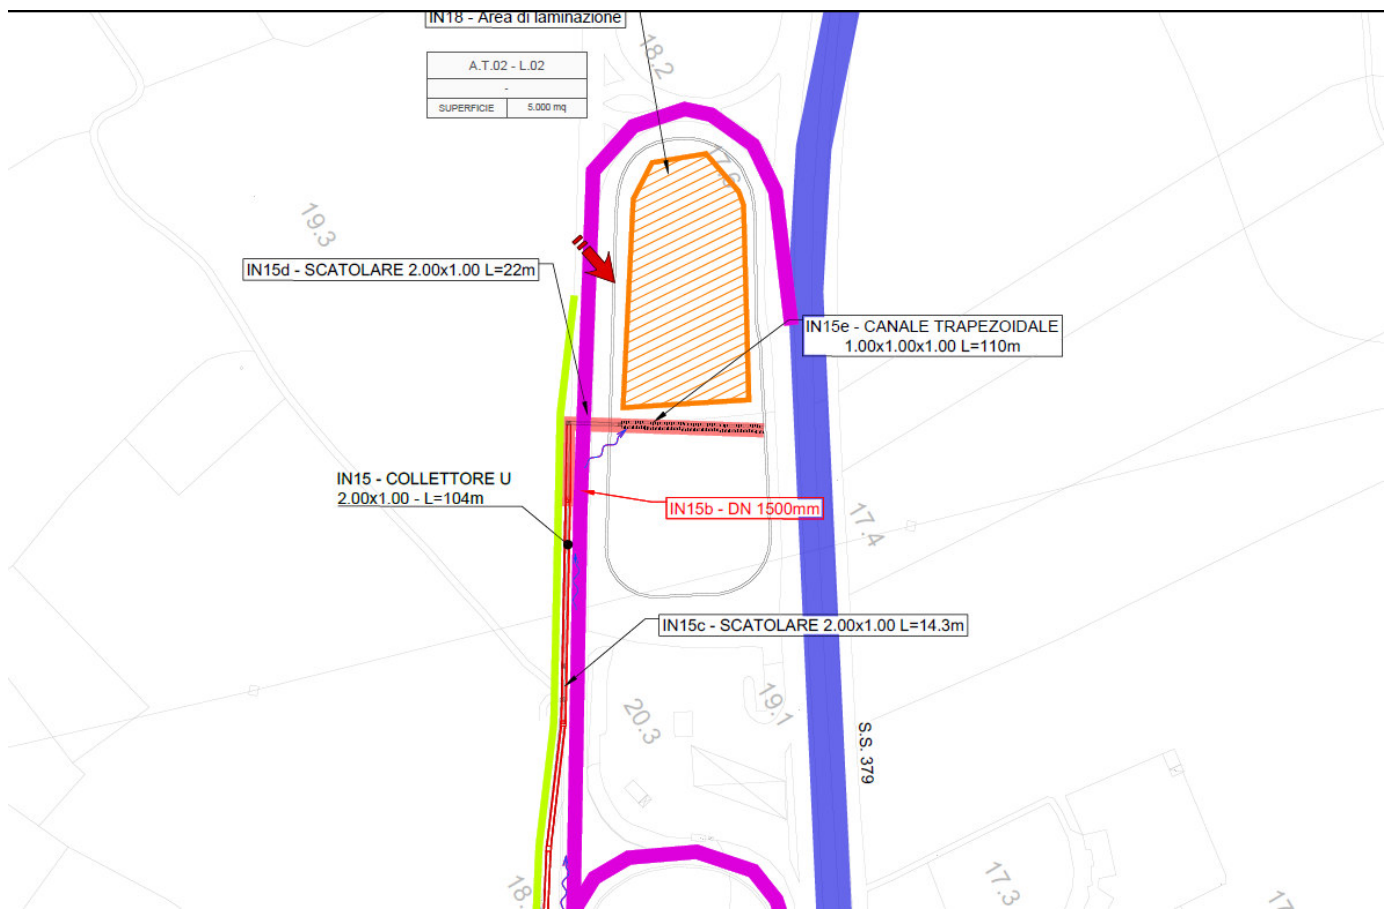 IN18 - Area di laminazione
18.2
A.T.02 - L.02
-
SUPERFICIE 5.000 mq
17.6
19.3
IN15d - SCATOLARE 2.00x1.00 L=22m
IN15e - CANALE TRAPEZOIDALE
1.00x1.00x1.00 L=110m
IN15 - COLLETTORE U
2.00x1.00 - L=104m
IN15b - DN 1500mm
17.4
IN15c - SCATOLARE 2.00x1.00 L=14.3m
19.1
20.3
S.S. 379
17.3